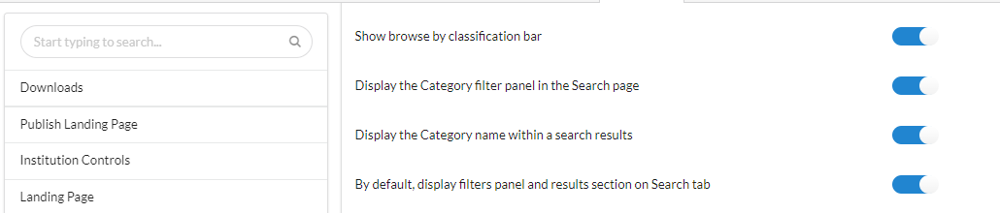 Start typing to search...
Downloads
Publish Landing Page
Institution Controls
Landing Page
Show browse by classification bar
Display the Category filter panel in the Search page
Display the Category name within a search results
By default, display filters panel and results section on Search tab